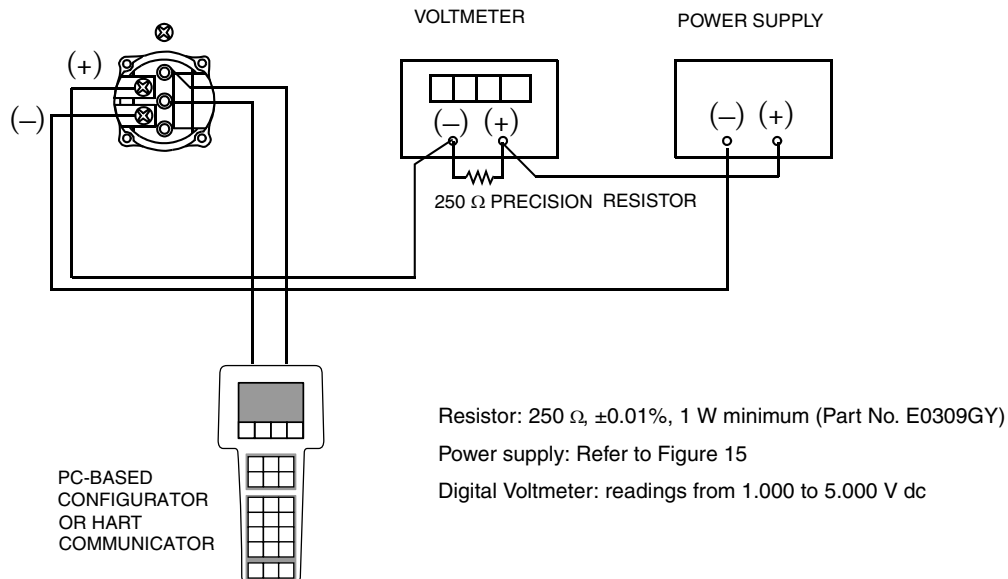 VOLTMETER
POWER SUPPLY
(+)
(–)
(–) (+)
(–) (+)
250 Ω PRECISION RESISTOR
Resistor: 250 Ω, ±0.01%, 1 W minimum (Part No. E0309GY)
Power supply: Refer to Figure 15
Digital Voltmeter: readings from 1.000 to 5.000 V dc
PC-BASED
CONFIGURATOR
OR HART
COMMUNICATOR